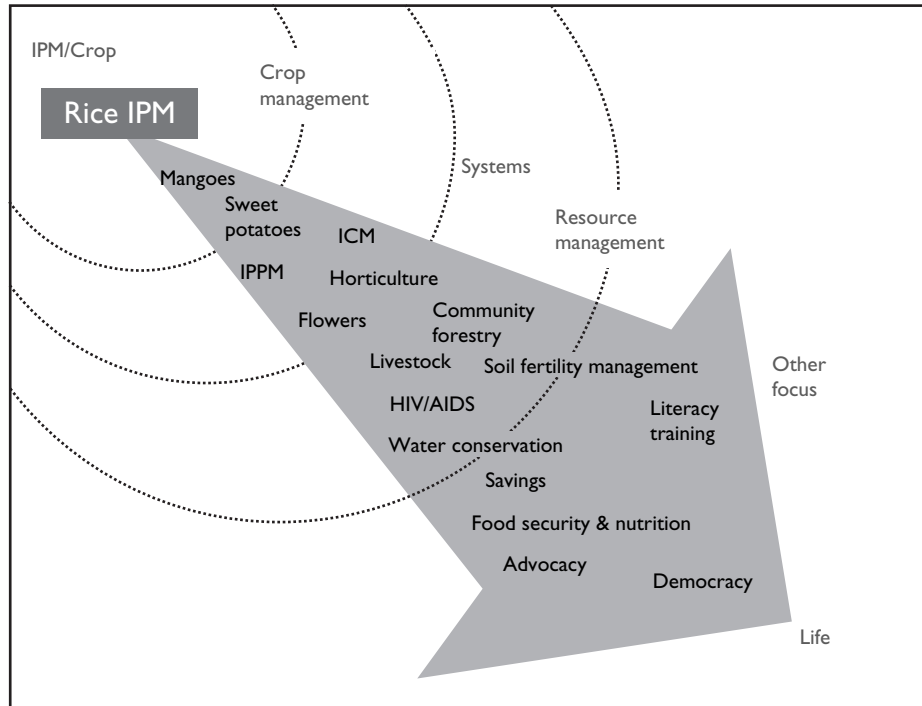 IPM/Crop
Rice IPM
Crop
management
Mangoes
Systems
Sweet
potatoes
ICM
Resource
management
IPPM
Horticulture
Flowers
Community
forestry
Livestock
Soil fertility management
Other
focus
HIV/AIDS
Literacy
training
Water conservation
Savings
Food security & nutrition
Advocacy
Democracy
Life